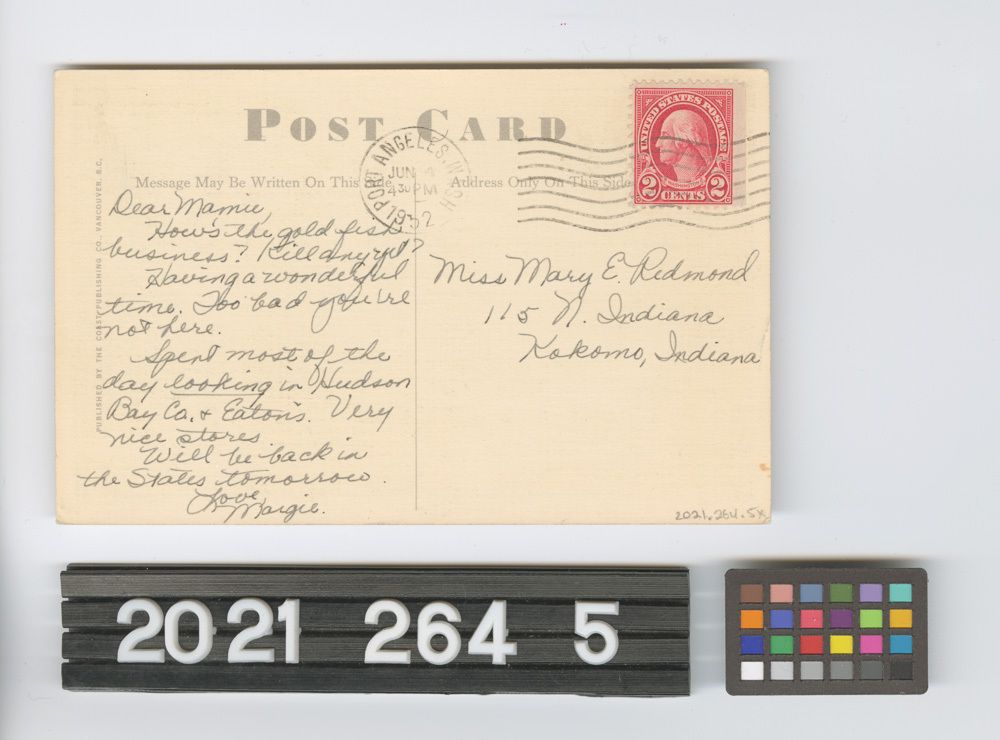 POST CARD
Message May Be Written On This Side
Address Only On This Side
PORT ANGELES, WASH
JUN 4
430 PM
1932
UNITED STATES POSTAGE
WASHINGTON
2 CENTS 2
PUBLISHED BY THE COAST PUBLISHING CO., VANCOUVER, B.C.
Dear Mamie,
How's the gold fish
business? Kill any yet?
Having a wonderful
time. Too bad you're
not here.
Spent most of the
day looking in Hudson
Bay Co. & Eaton's. Very
nice stores.
Will be back in
the States tomorrow.
Love,
Margie.
Miss Mary E. Redmond
115 N. Indiana
Kokomo, Indiana
2021.264.5x
2021 264 5